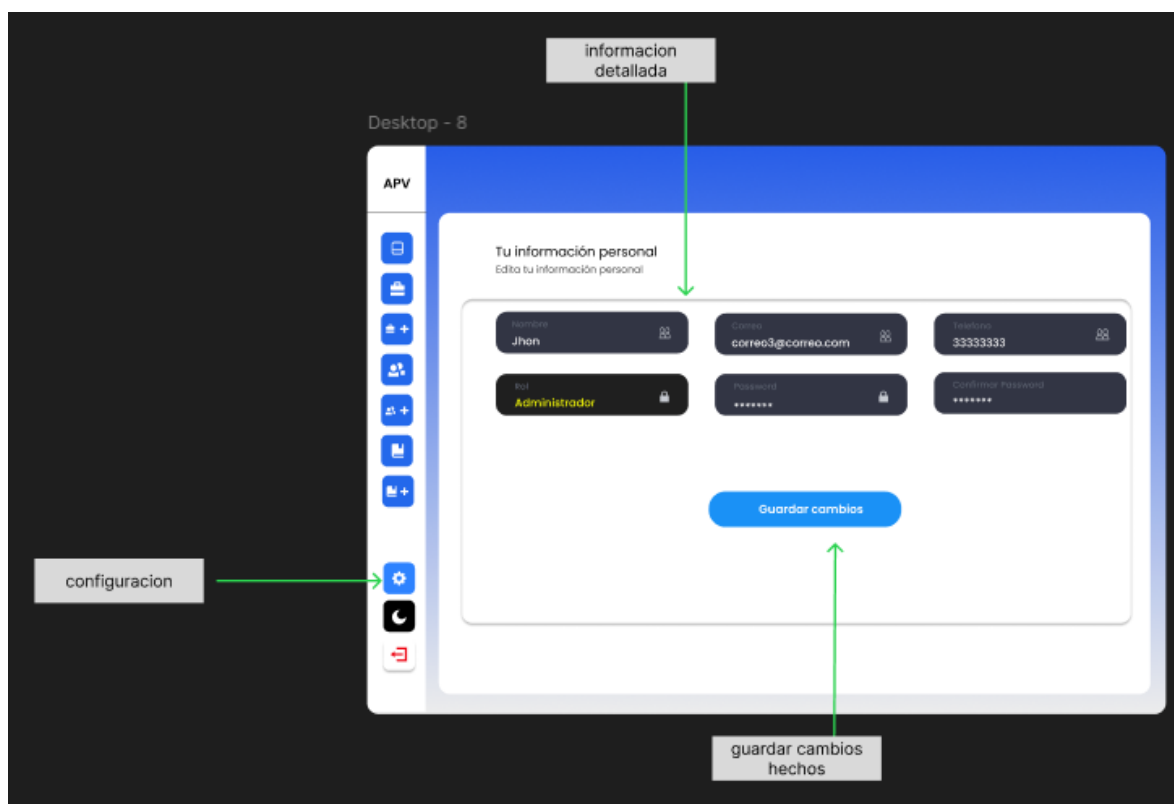 informacion
detallada
Desktop - 8
APV
Tu información personal
Edita tu información personal
Nombre
Jhon
Correo
correo3@correo.com
Telefono
33333333
Rol
Administrador
Password
*******
Confirmar Password
*******
Guardar cambios
configuracion
guardar cambios
hechos